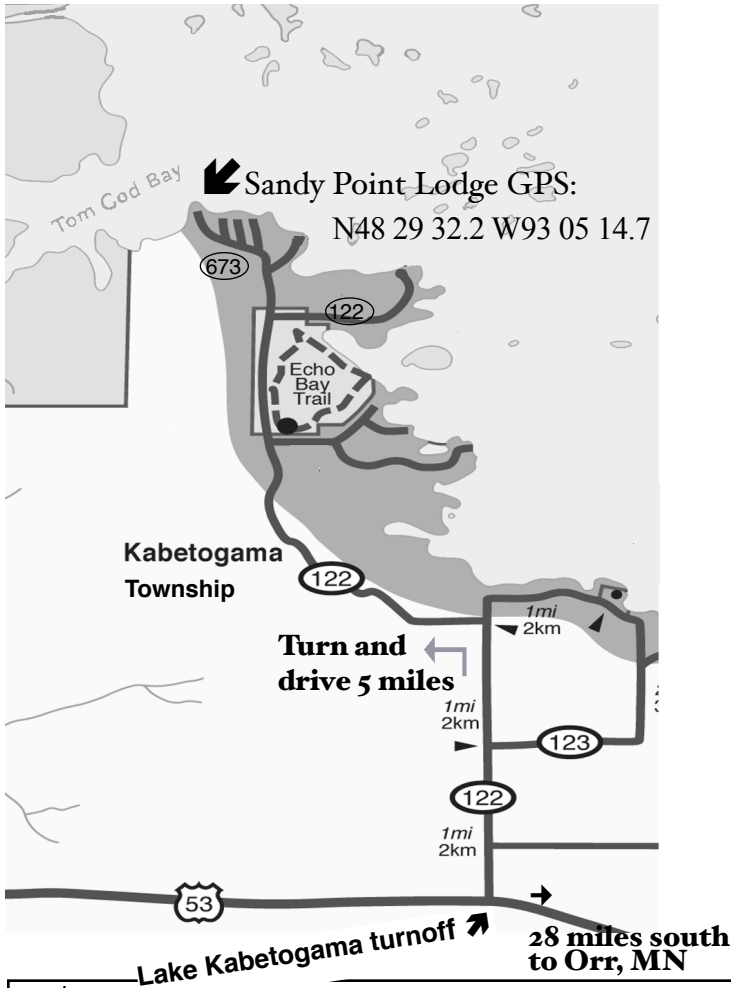 Sandy Point Lodge GPS:
N48 29 32.2 W93 05 14.7
Tom Cod Bay
673
122
Echo
Bay
Trail
Kabetogama
Township
122
1mi
2km
Turn and
drive 5 miles
1mi
2km
123
122
1mi
2km
53
Lake Kabetogama turnoff
28 miles south
to Orr, MN